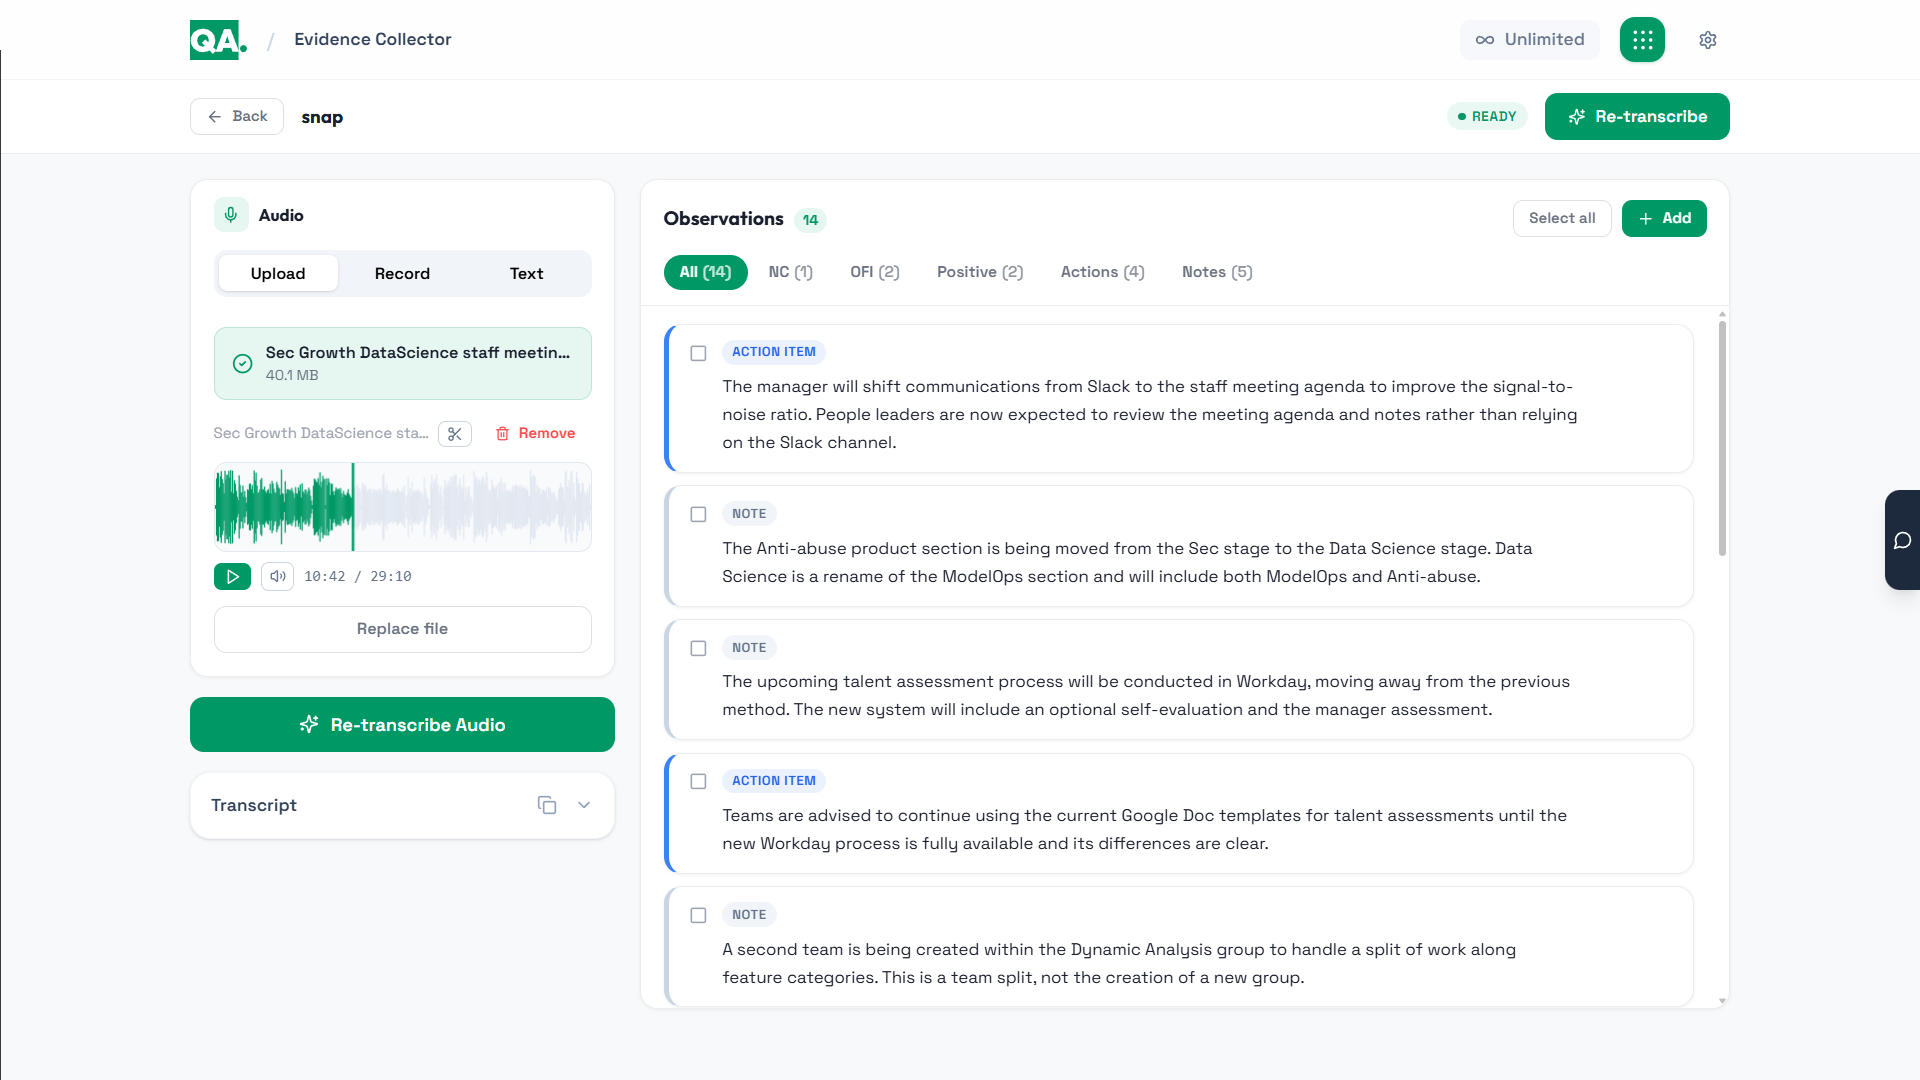 QA.
/
Evidence Collector
Unlimited
Back
snap
READY
Re-transcribe
Audio
Upload
Record
Text
Sec Growth DataScience staff meetin...
40.1 MB
Sec Growth DataScience sta...
Remove
10:42 / 29:10
Replace file
Re-transcribe Audio
Transcript
Observations 14
Select all
+ Add
All (14)
NC (1)
OFI (2)
Positive (2)
Actions (4)
Notes (5)
ACTION ITEM
The manager will shift communications from Slack to the staff meeting agenda to improve the signal-to-
noise ratio. People leaders are now expected to review the meeting agenda and notes rather than relying
on the Slack channel.
NOTE
The Anti-abuse product section is being moved from the Sec stage to the Data Science stage. Data
Science is a rename of the ModelOps section and will include both ModelOps and Anti-abuse.
NOTE
The upcoming talent assessment process will be conducted in Workday, moving away from the previous
method. The new system will include an optional self-evaluation and the manager assessment.
ACTION ITEM
Teams are advised to continue using the current Google Doc templates for talent assessments until the
new Workday process is fully available and its differences are clear.
NOTE
A second team is being created within the Dynamic Analysis group to handle a split of work along
feature categories. This is a team split, not the creation of a new group.